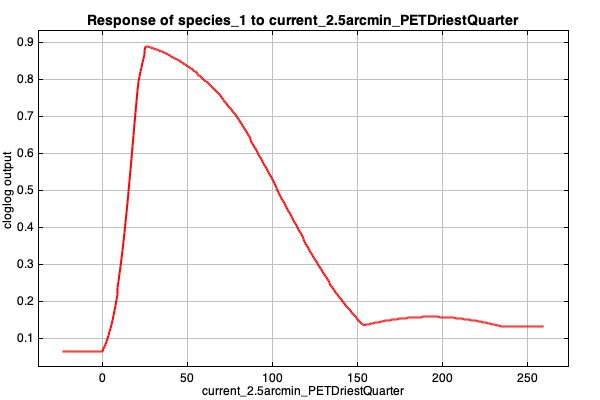 Response of species_1 to current_2.5arcmin_PETDriestQuarter
cloglog output
0.9
0.8
0.7
0.6
0.5
0.4
0.3
0.2
0.1
0 50 100 150 200 250
current_2.5arcmin_PETDriestQuarter